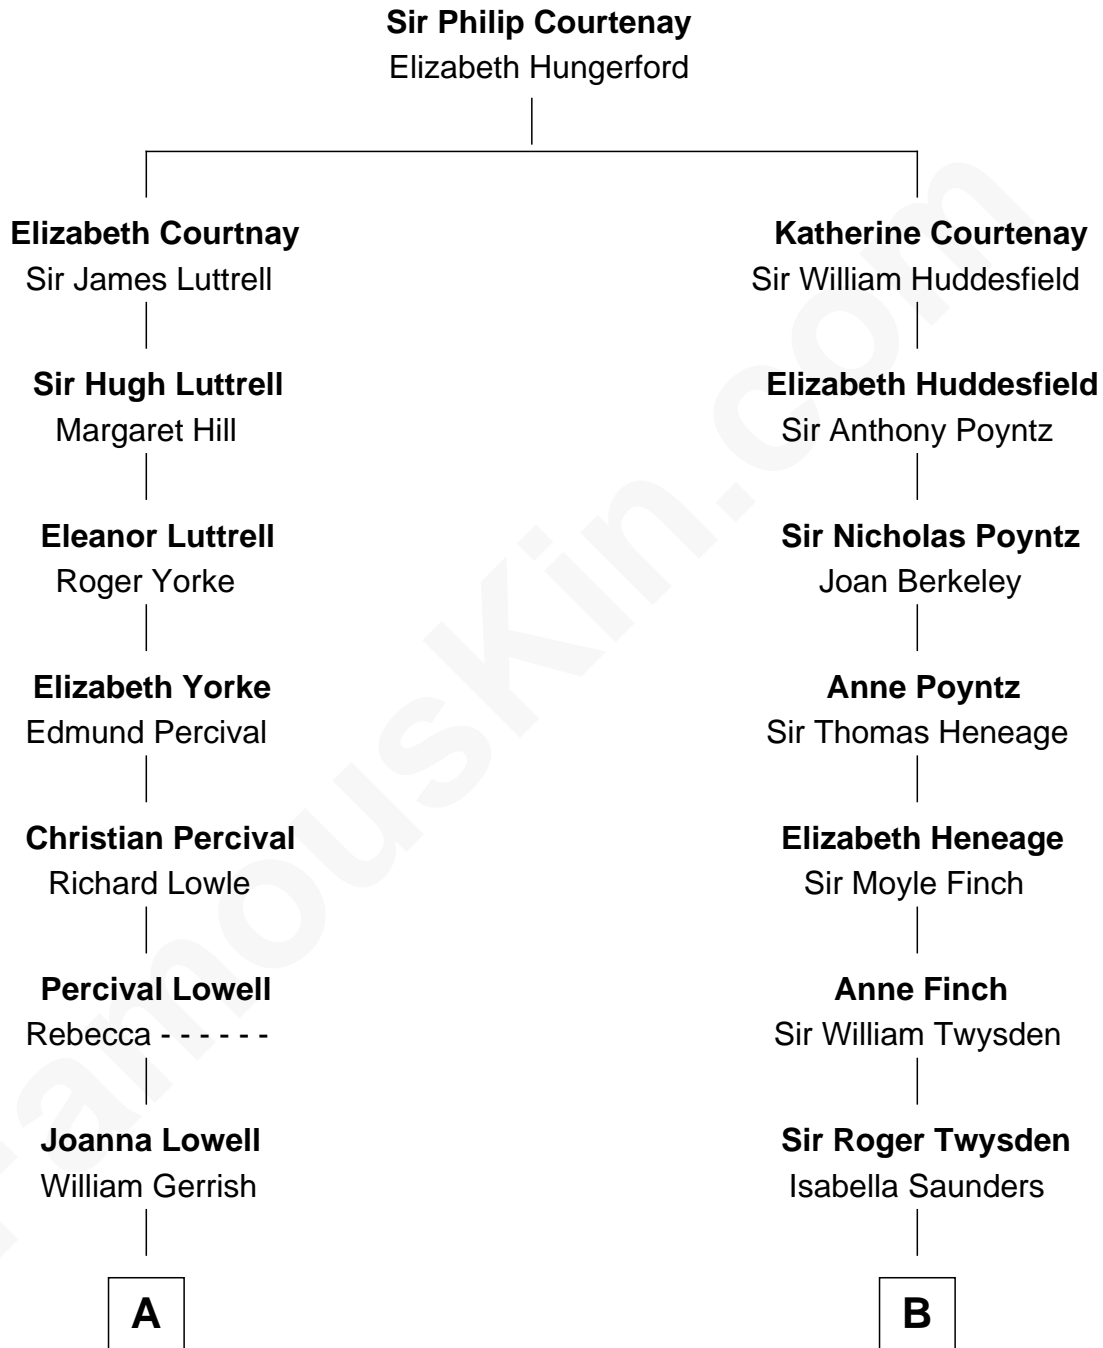 Sir Philip Courtenay
Elizabeth Hungerford
Elizabeth Courtnay
Sir James Luttrell
Katherine Courtenay
Sir William Huddesfield
Sir Hugh Luttrell
Margaret Hill
Elizabeth Huddesfield
Sir Anthony Poyntz
Eleanor Luttrell
Roger Yorke
Sir Nicholas Poyntz
Joan Berkeley
Elizabeth Yorke
Edmund Percival
Anne Poyntz
Sir Thomas Heneage
Christian Percival
Richard Lowle
Elizabeth Heneage
Sir Moyle Finch
Percival Lowell
Rebecca - - - - - -
Anne Finch
Sir William Twysden
Joanna Lowell
William Gerrish
Sir Roger Twysden
Isabella Saunders
A
B
FamousKin.com